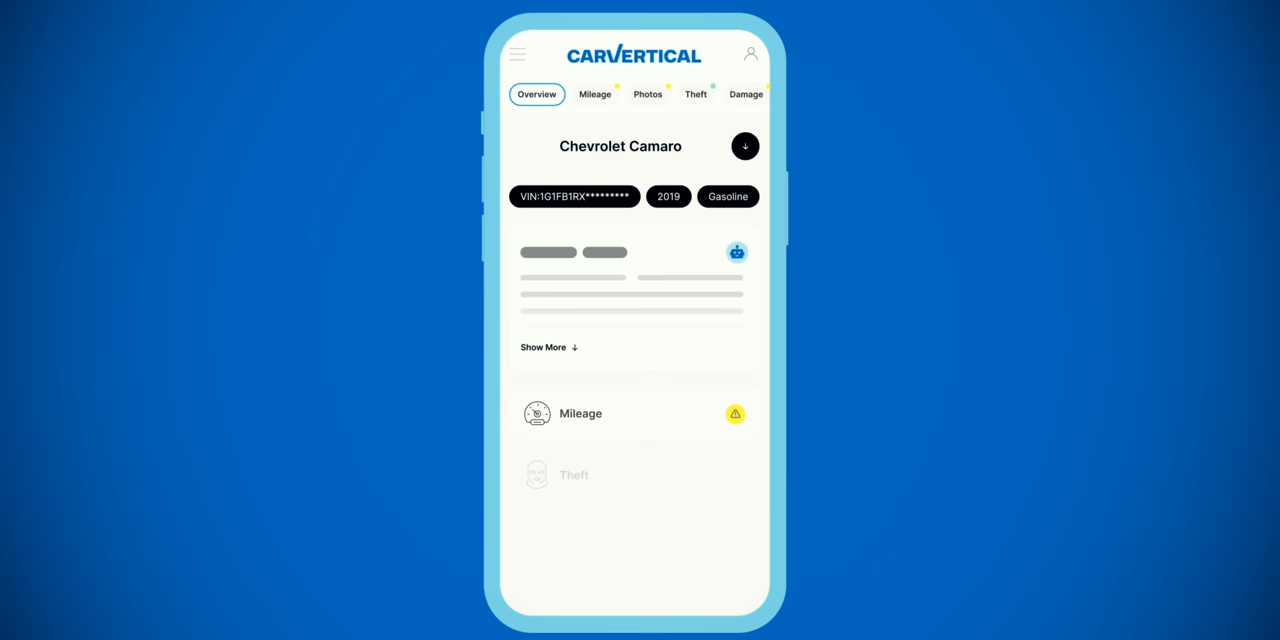 CARVERTICAL
Overview Mileage Photos Theft Damage
Chevrolet Camaro
VIN:1G1FB1RX********* 2019 Gasoline
Show More
Mileage
Theft